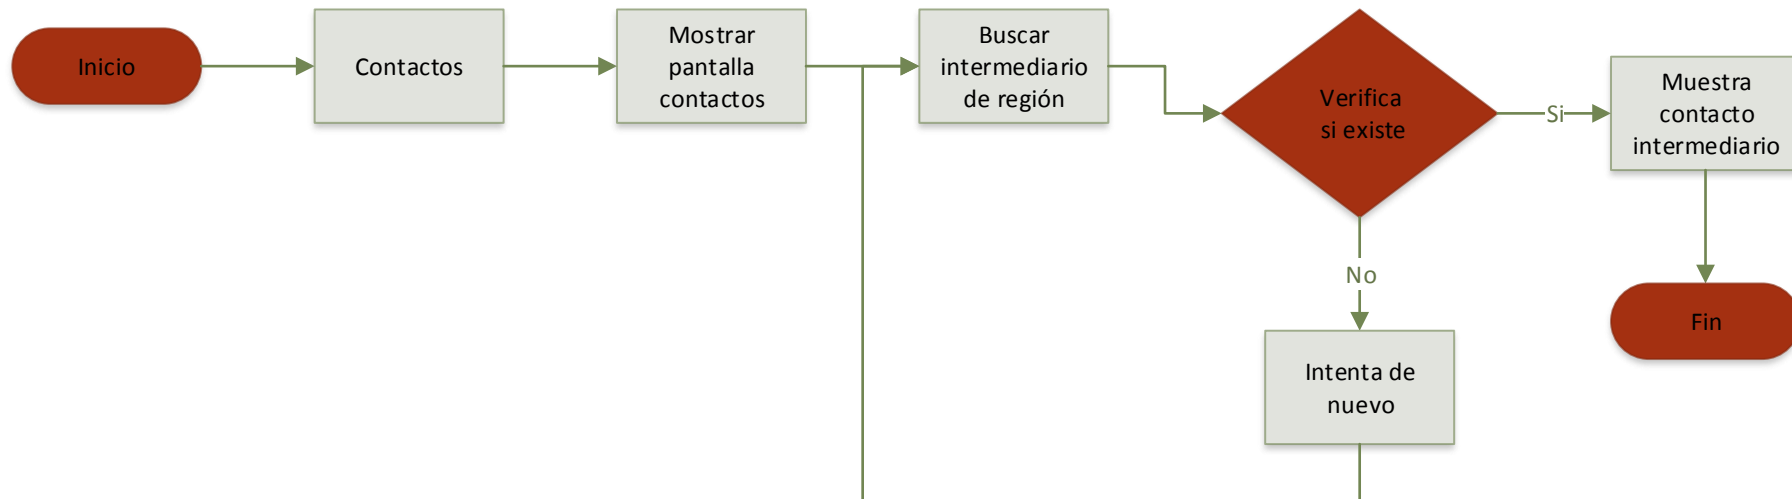 Inicio
Contactos
Mostrar
pantalla
contactos
Buscar
intermediario
de región
Verifica
si existe
Si
Muestra
contacto
intermediario
No
Fin
Intenta de
nuevo